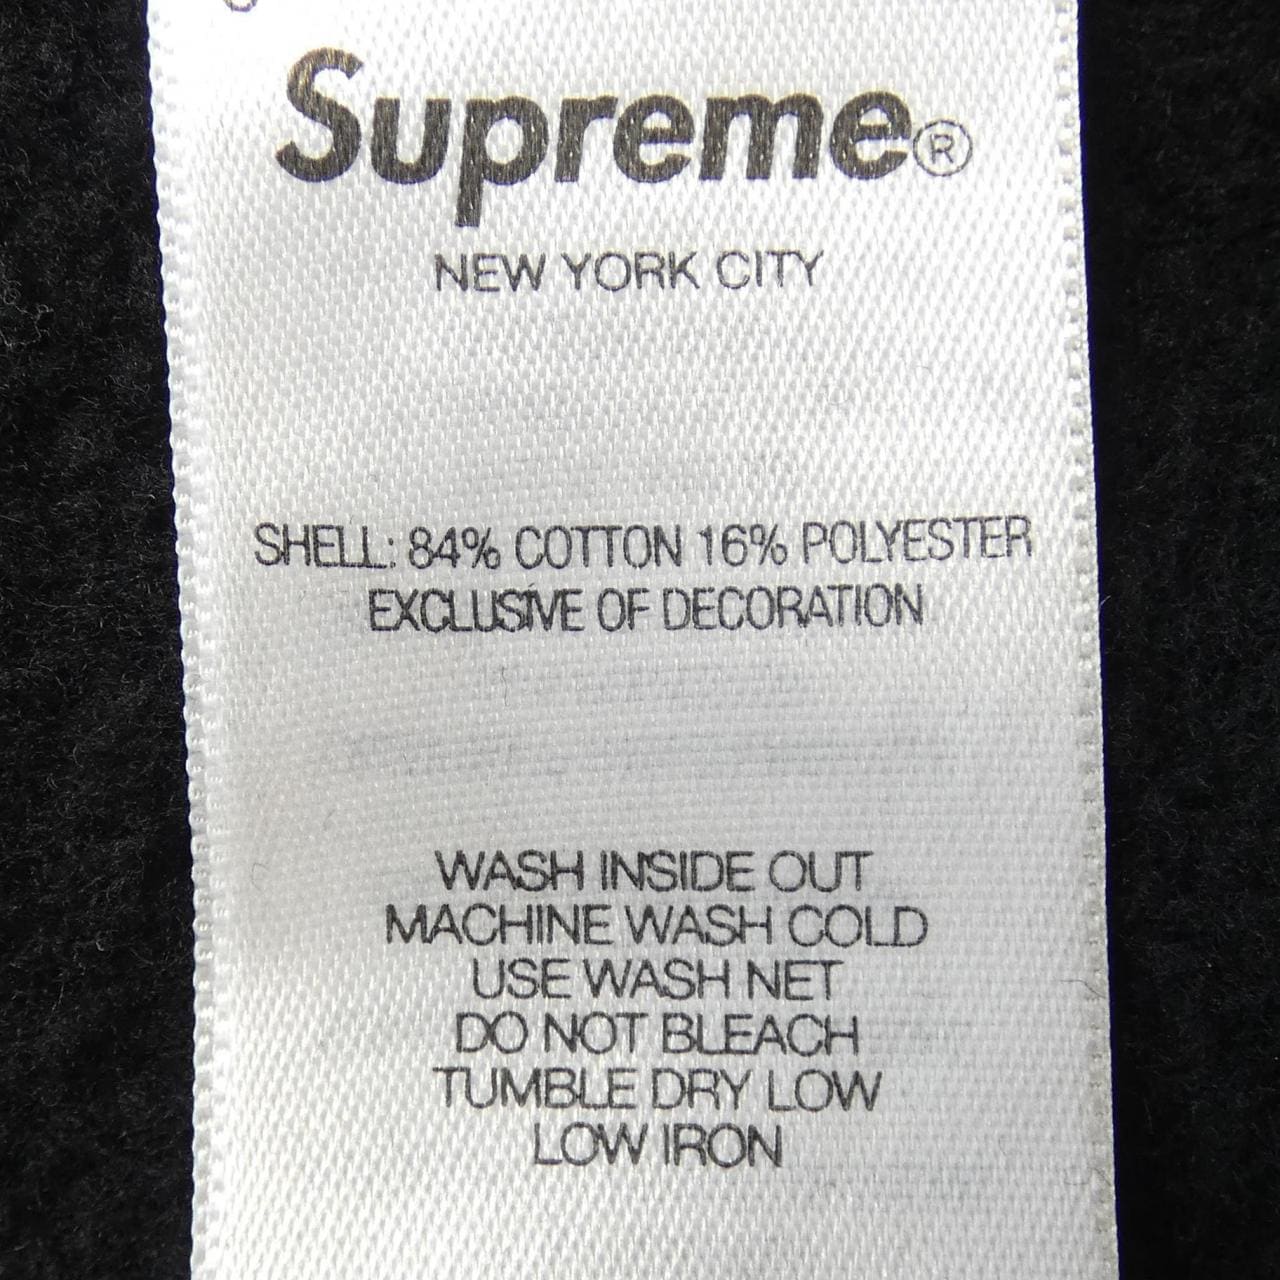 Supreme®
NEW YORK CITY
SHELL: 84% COTTON 16% POLYESTER
EXCLUSIVE OF DECORATION
WASH INSIDE OUT
MACHINE WASH COLD
USE WASH NET
DO NOT BLEACH
TUMBLE DRY LOW
LOW IRON